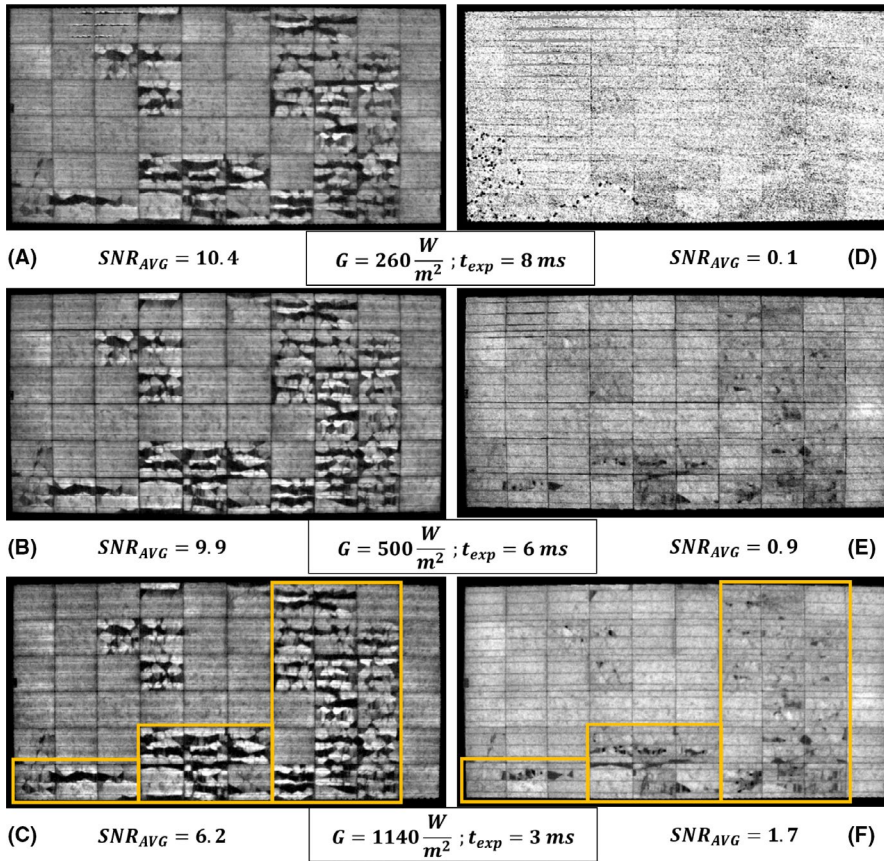 (A) SNR_AVG = 10.4 G = 260 W/m² ; t_exp = 8 ms SNR_AVG = 0.1 (D)
(B) SNR_AVG = 9.9 G = 500 W/m² ; t_exp = 6 ms SNR_AVG = 0.9 (E)
(C) SNR_AVG = 6.2 G = 1140 W/m² ; t_exp = 3 ms SNR_AVG = 1.7 (F)